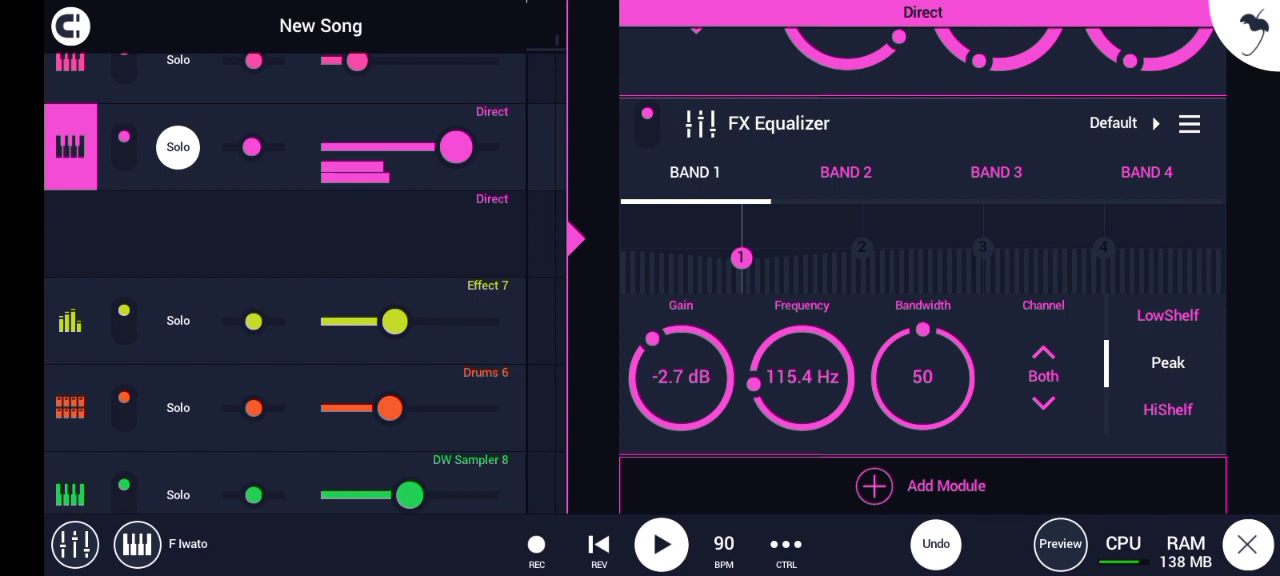 New Song
Direct
Solo
Direct
Solo
Direct
Effect 7
Solo
Drums 6
Solo
DW Sampler 8
Solo
FX Equalizer
Default
BAND 1 BAND 2 BAND 3 BAND 4
1 2 3 4
Gain Frequency Bandwidth Channel
-2.7 dB 115.4 Hz 50 Both
LowShelf
Peak
HiShelf
Add Module
F Iwato
REC
REV
90
BPM
CTRL
Undo
Preview
CPU
RAM
138 MB